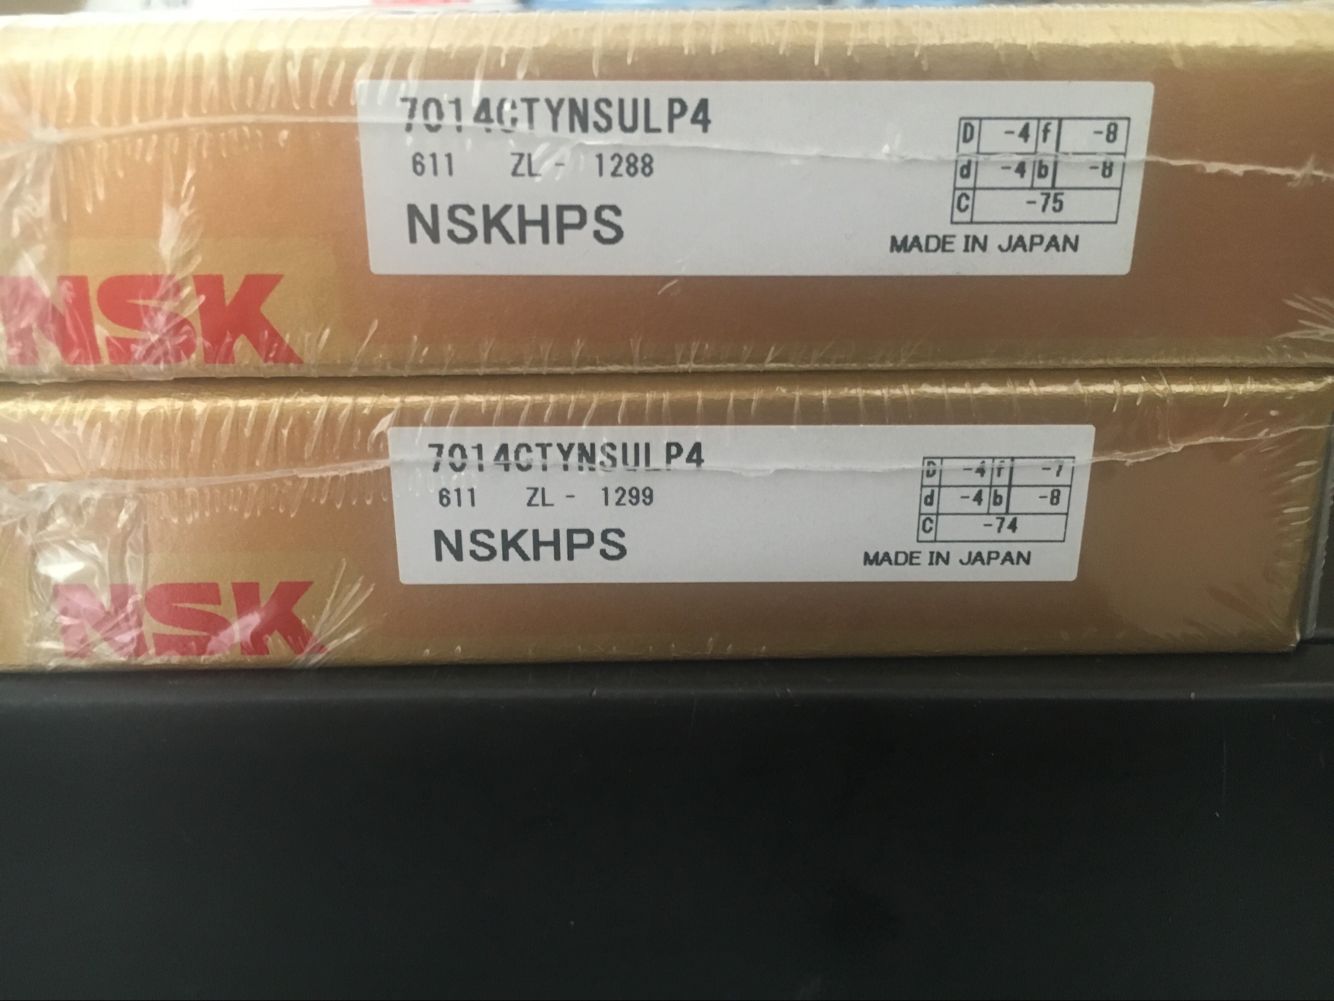 7014CTYNSULP4
611 ZL - 1288
NSKHPS
D -4 f -8
d -4 b -8
C -75
MADE IN JAPAN
NSK
7014CTYNSULP4
611 ZL - 1299
NSKHPS
D -4 f -7
d -4 b -8
C -74
MADE IN JAPAN
NSK